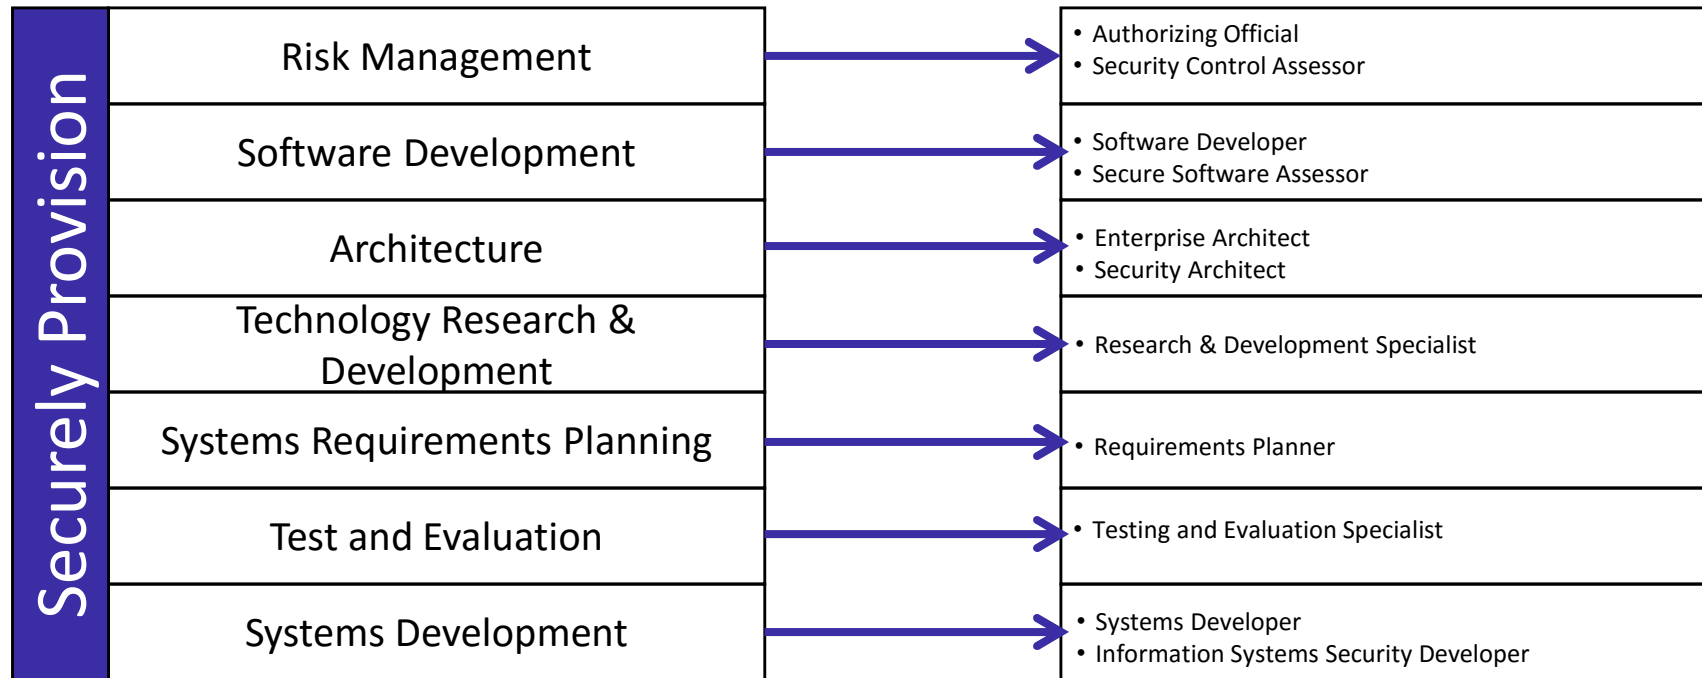 Securely Provision
Risk Management
• Authorizing Official
• Security Control Assessor
Software Development
• Software Developer
• Secure Software Assessor
Architecture
• Enterprise Architect
• Security Architect
Technology Research &
Development
• Research & Development Specialist
Systems Requirements Planning
• Requirements Planner
Test and Evaluation
• Testing and Evaluation Specialist
Systems Development
• Systems Developer
• Information Systems Security Developer